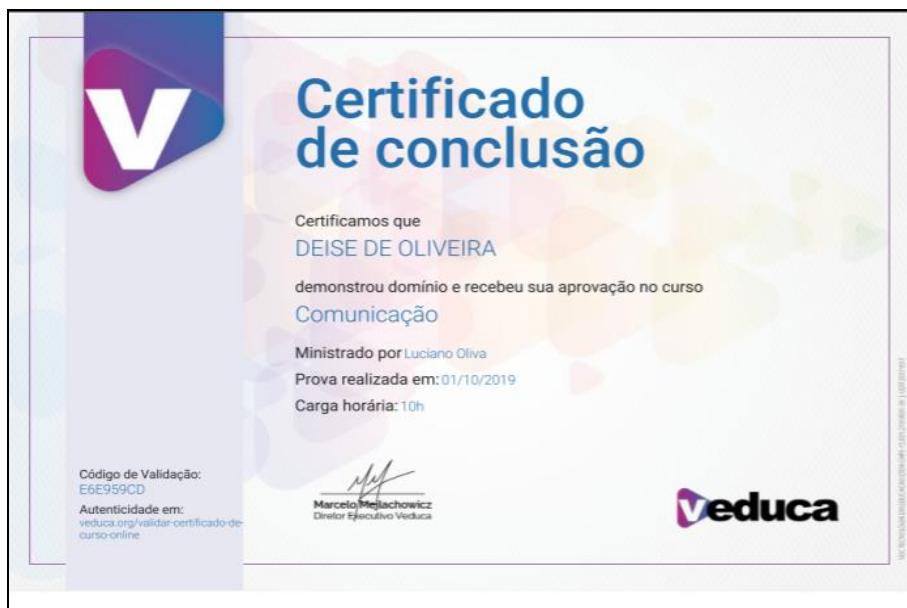 V
Certificado
de conclusão
Certificamos que
DEISE DE OLIVEIRA
demonstrou domínio e recebeu sua aprovação no curso
Comunicação
Ministrado por Luciano Oliva
Prova realizada em: 01/10/2019
Carga horária: 10h
Código de Validação:
E6E959CD
Autenticidade em:
veduca.org/validar-certificado-de-
curso-online
Marcelo Mejlachowicz
Diretor Executivo Veduca
veduca